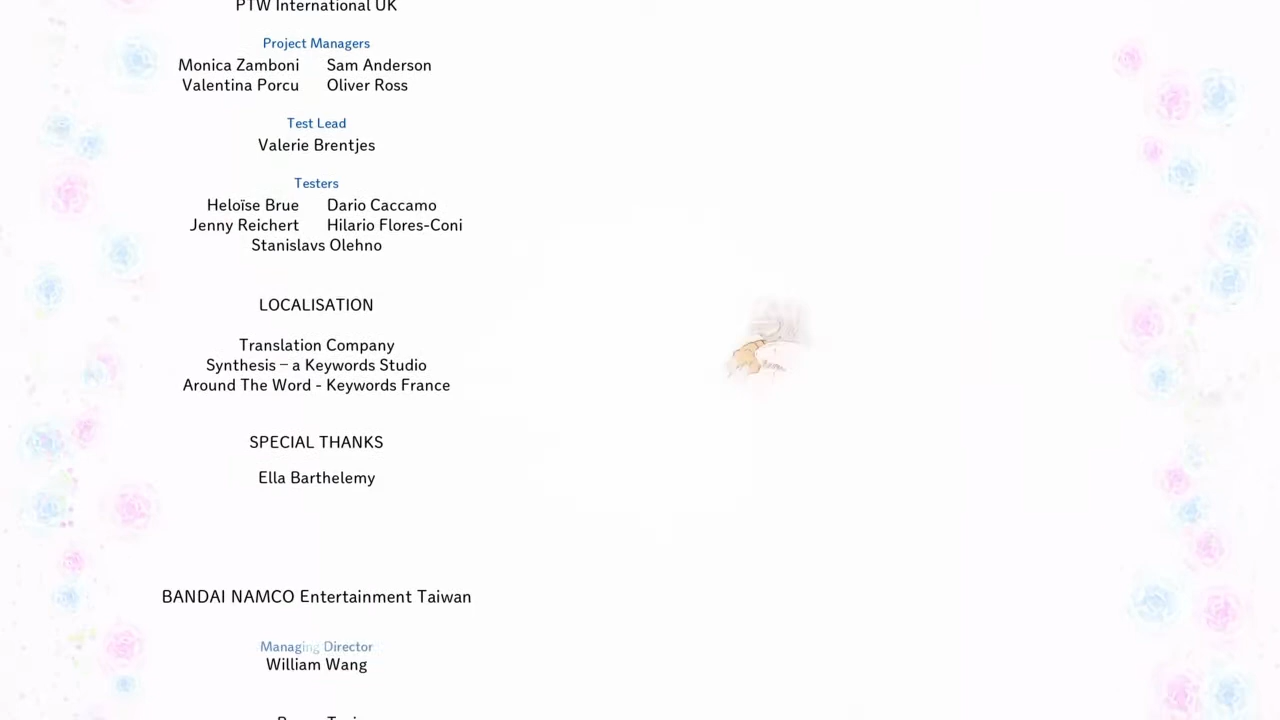 PTW International UK
Project Managers
Monica Zamboni Sam Anderson
Valentina Porcu Oliver Ross
Test Lead
Valerie Brentjes
Testers
Heloïse Brue Dario Caccamo
Jenny Reichert Hilario Flores-Coni
Stanislavs Olehno
LOCALISATION
Translation Company
Synthesis – a Keywords Studio
Around The Word - Keywords France
SPECIAL THANKS
Ella Barthelemy
BANDAI NAMCO Entertainment Taiwan
Managing Director
William Wang